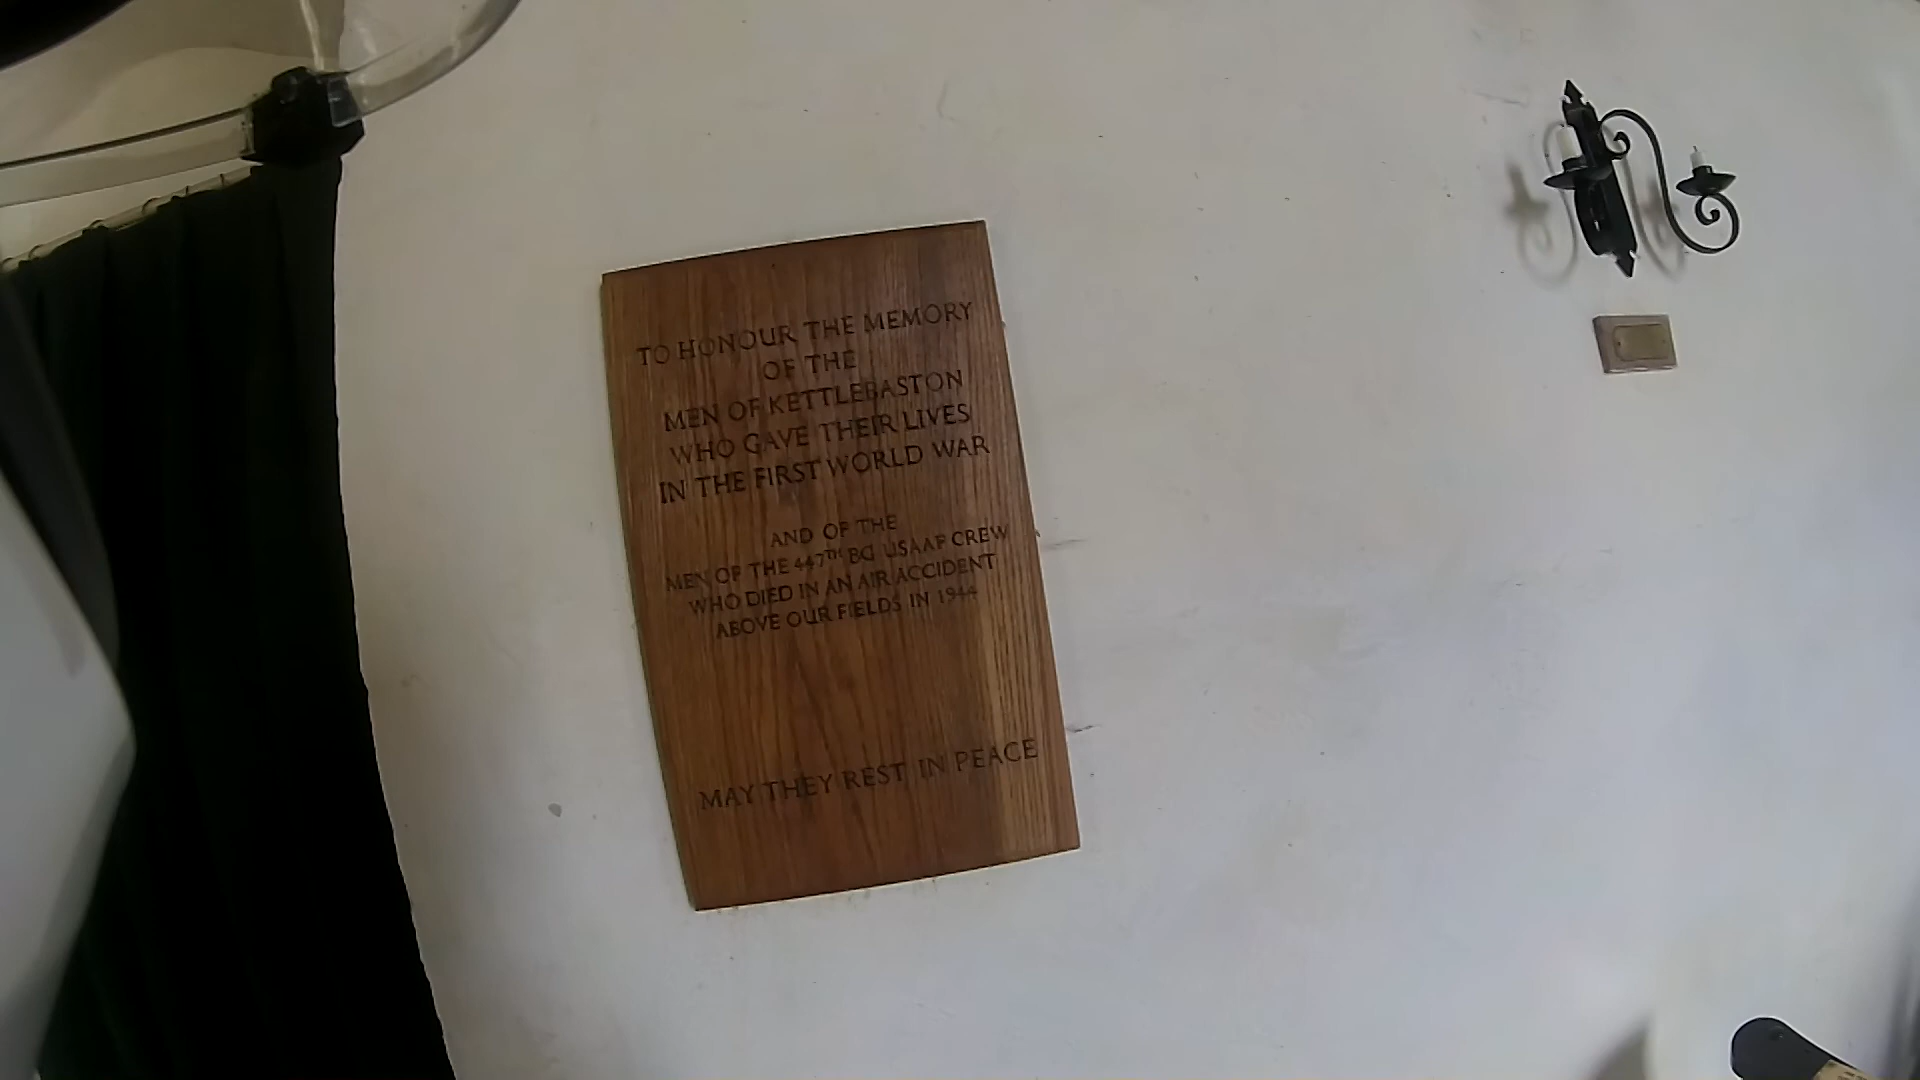 TO HONOUR THE MEMORY
OF THE
MEN OF KETTLEBASTON
WHO GAVE THEIR LIVES
IN THE FIRST WORLD WAR
AND OF THE
MEN OF THE 447TH BG USAAF CREW
WHO DIED IN AN AIR ACCIDENT
ABOVE OUR FIELDS IN 1944
MAY THEY REST IN PEACE